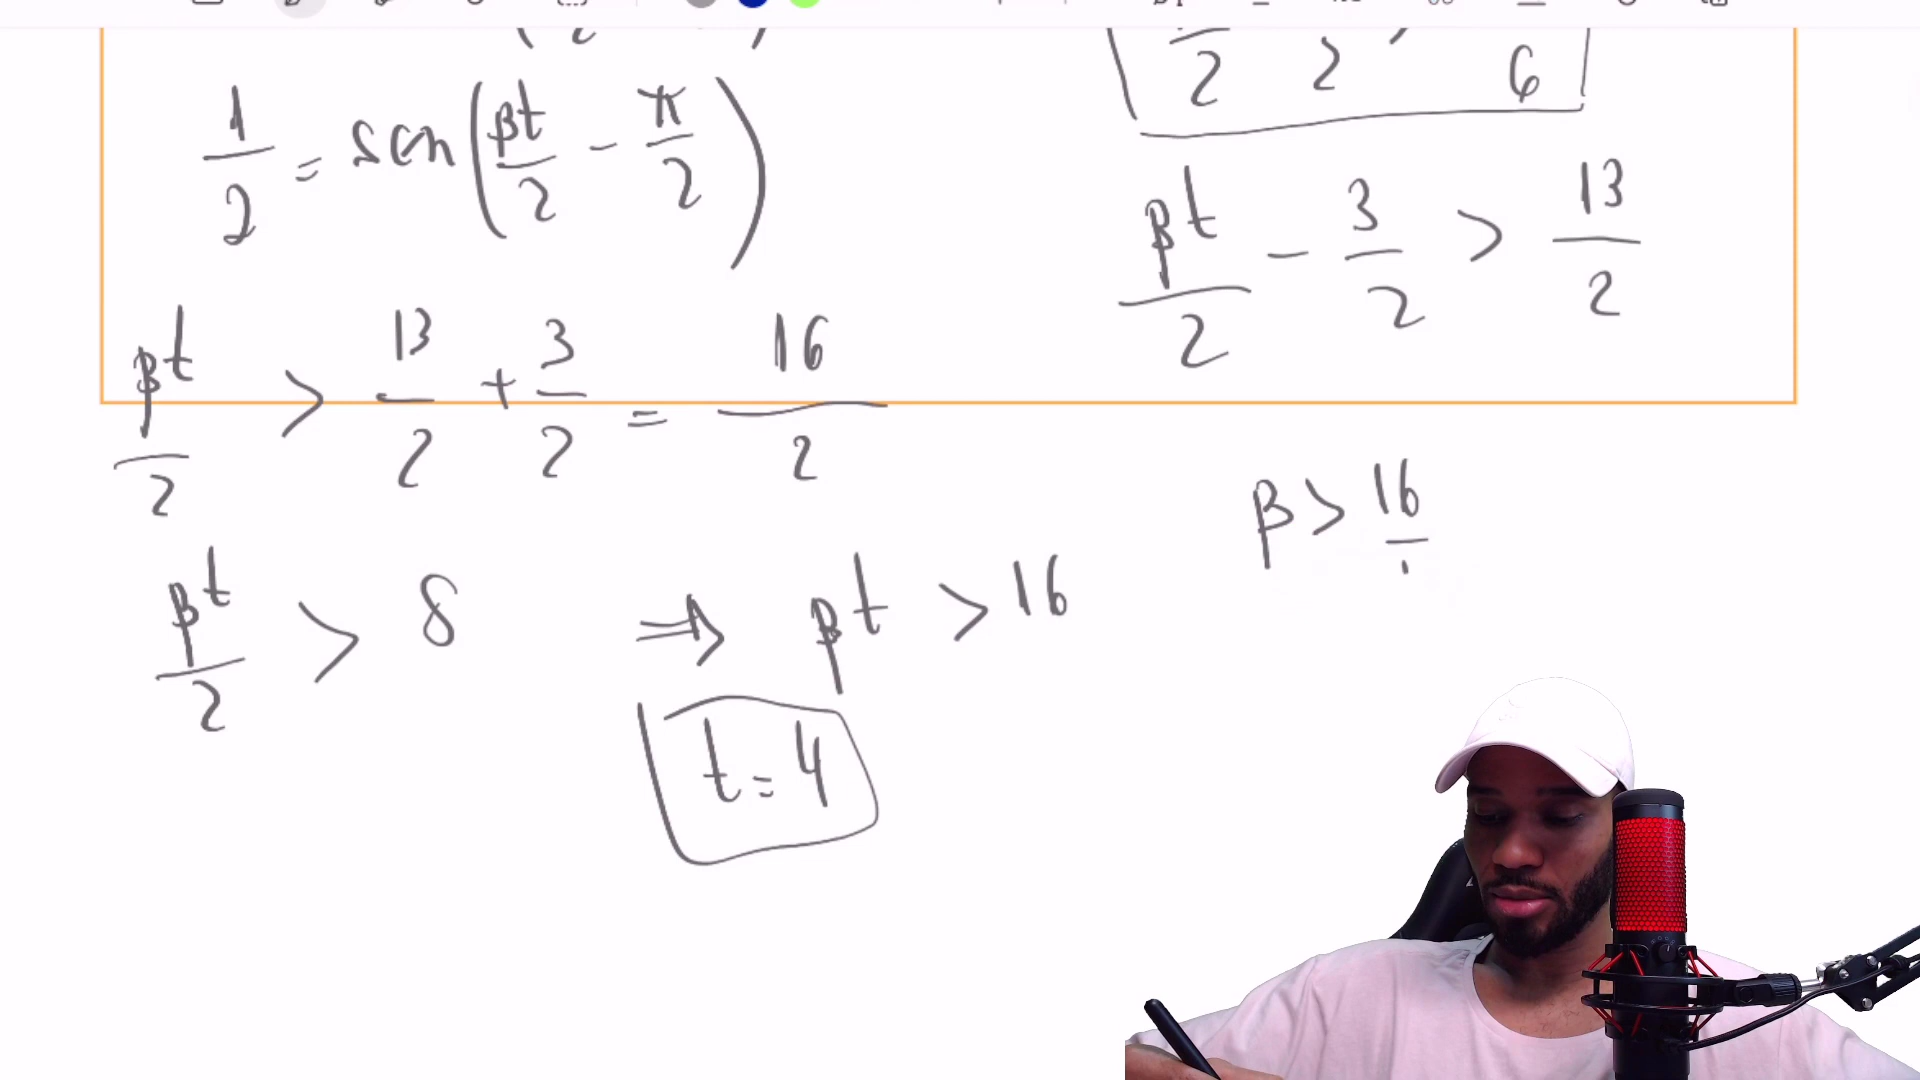 2 2 6
1/2 = sen(βt/2 - π/2)
βt/2 - 3/2 > 13/2
βt/2 > 13/2 + 3/2 = 16/2
β > 16
βt/2 > 8 ⇒ βt > 16
t = 4